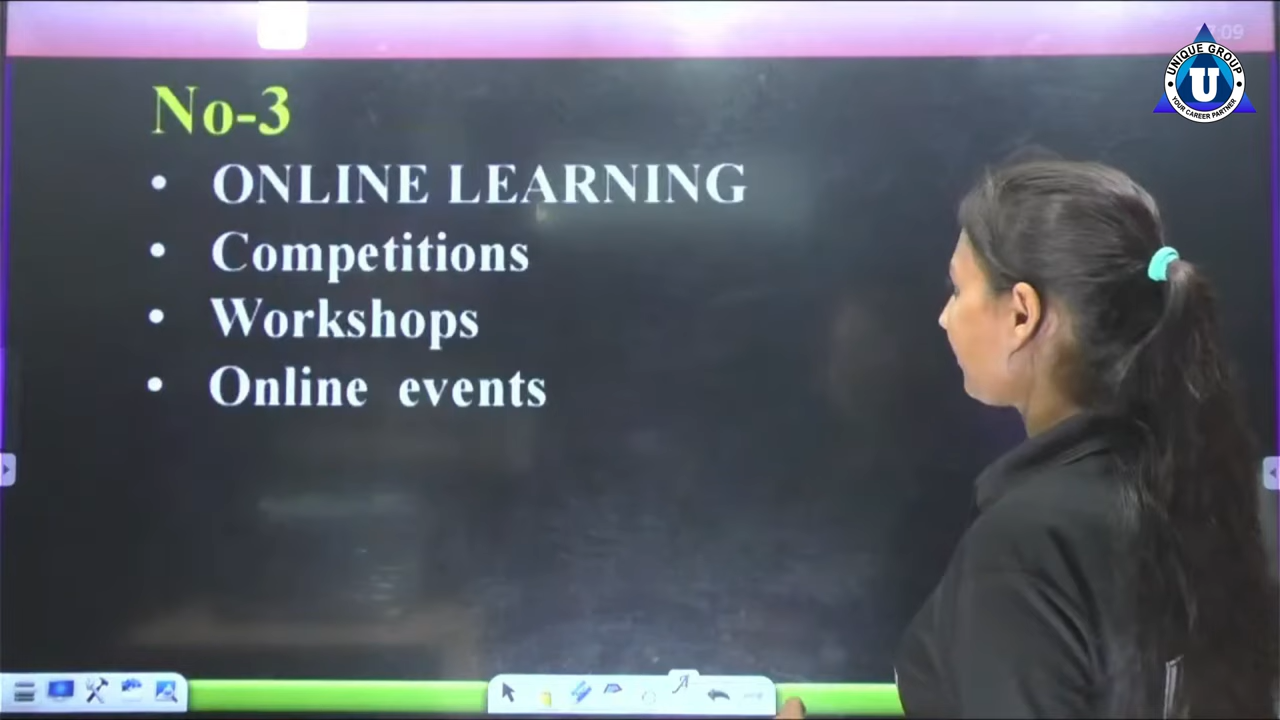 No-3
• ONLINE LEARNING
• Competitions
• Workshops
• Online events
UNIQUE GROUP
U
YOUR CAREER PARTNER